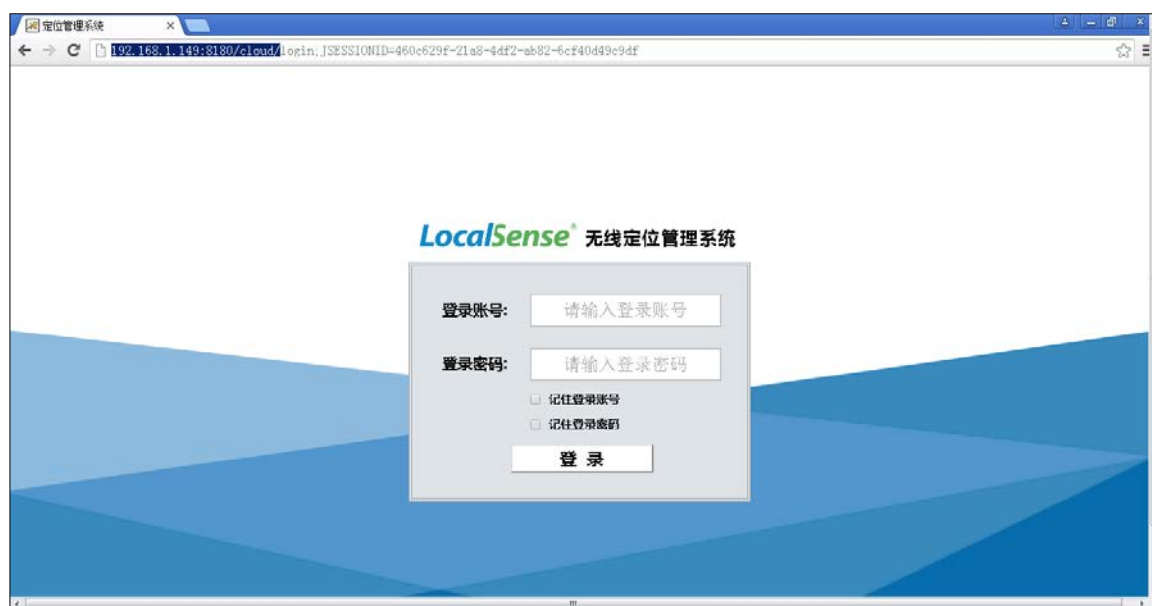 定位管理系统
192.168.1.149:8180/cloud/login;JSESSIONID=460c629f-21a8-4df2-ab82-6cf40d49c9df
LocalSense® 无线定位管理系统
登录账号: 请输入登录账号
登录密码: 请输入登录密码
记住登录账号
记住登录密码
登 录